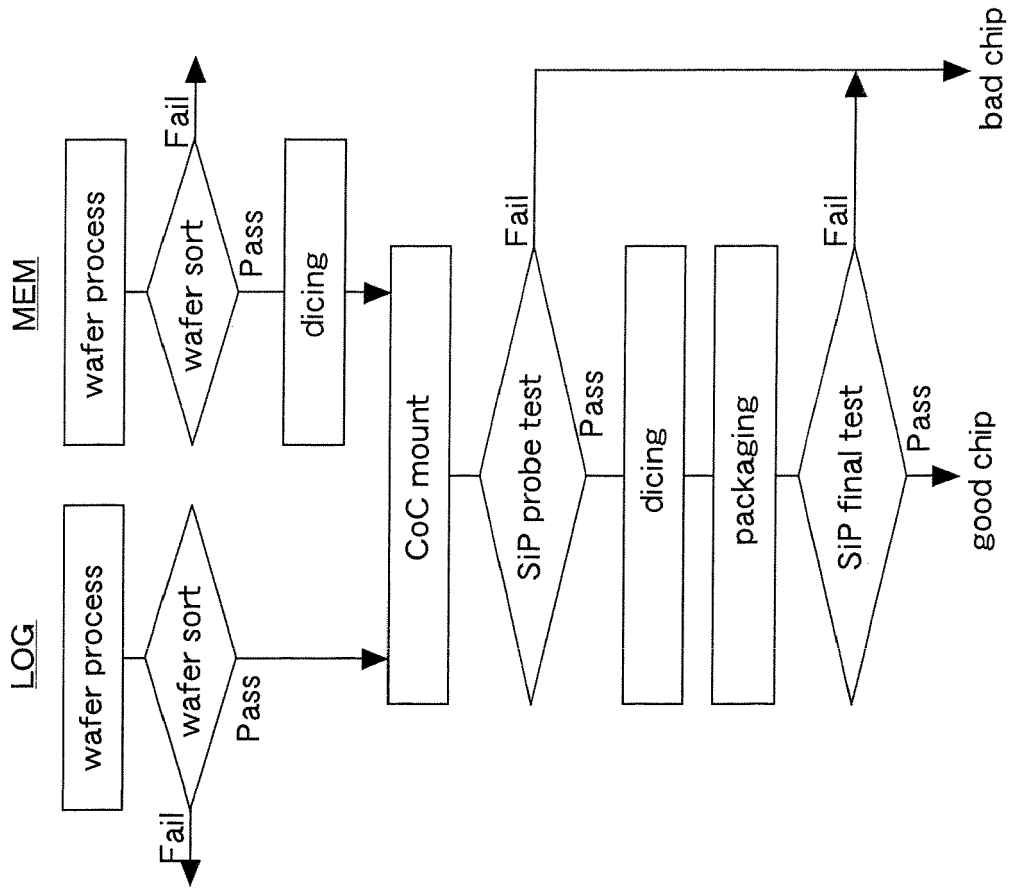 LOG
MEM
wafer process
wafer process
wafer sort
wafer sort
Fail
Fail
Pass
Pass
dicing
CoC mount
SiP probe test
Fail
Pass
dicing
packaging
SiP final test
Fail
Pass
good chip
bad chip